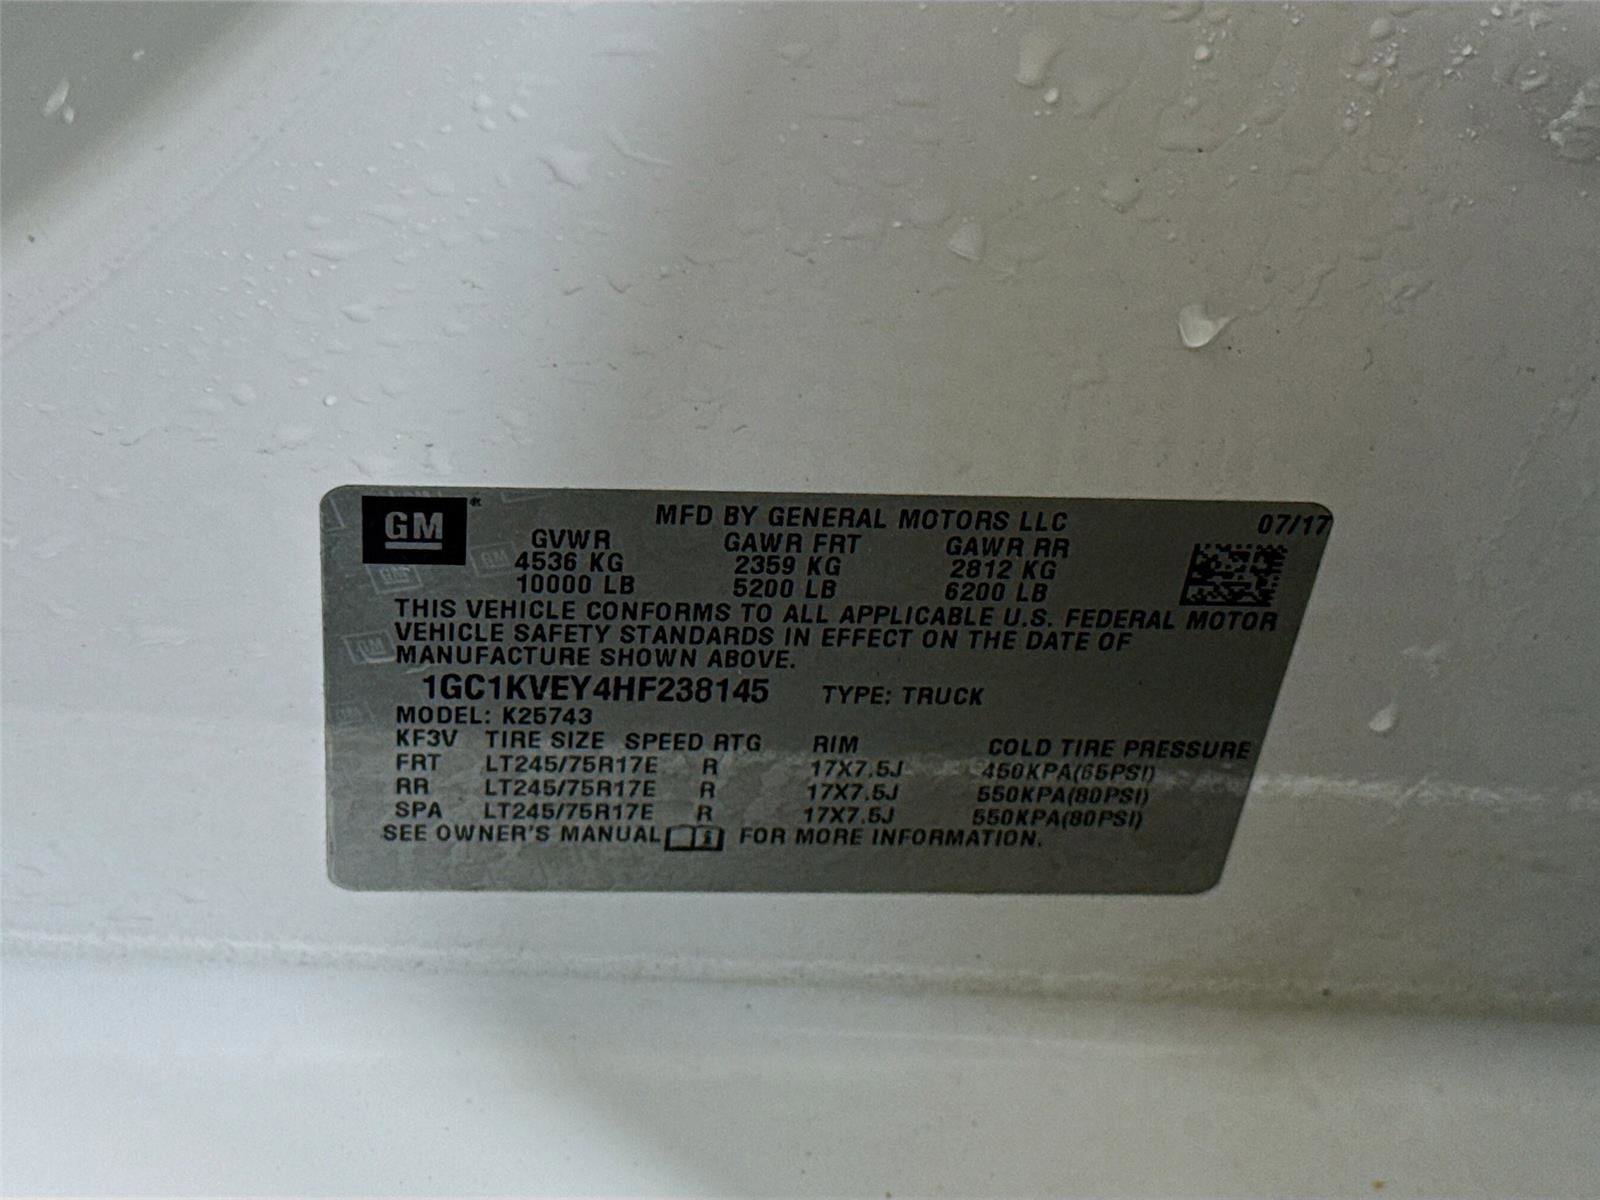 GM
MFD BY GENERAL MOTORS LLC 07/17
GVWR GAWR FRT GAWR RR
4536 KG 2359 KG 2812 KG
10000 LB 5200 LB 6200 LB
THIS VEHICLE CONFORMS TO ALL APPLICABLE U.S. FEDERAL MOTOR
VEHICLE SAFETY STANDARDS IN EFFECT ON THE DATE OF
MANUFACTURE SHOWN ABOVE.
1GC1KVEY4HF238145 TYPE: TRUCK
MODEL: K25743
KF3V TIRE SIZE SPEED RTG RIM COLD TIRE PRESSURE
FRT LT245/75R17E R 17X7.5J 450KPA(65PSI)
RR LT245/75R17E R 17X7.5J 550KPA(80PSI)
SPA LT245/75R17E R 17X7.5J 550KPA(80PSI)
SEE OWNER'S MANUAL i FOR MORE INFORMATION.